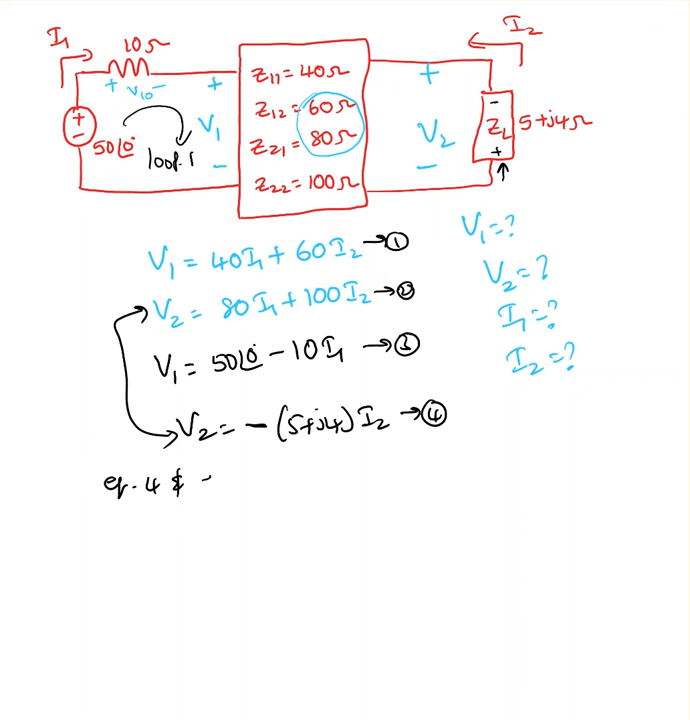 I₁ 10Ω I₂
+ V₁₀ − + Z₁₁ = 40Ω + −
+ − 50∠0° loop.1 V₁ Z₁₂ = 60Ω V₂ Z_L 5+j4Ω
Z₂₁ = 80Ω +
− Z₂₂ = 100Ω −
V₁ = 40I₁ + 60I₂ → ① V₁ = ?
V₂ = 80I₁ + 100I₂ → ② V₂ = ?
V₁ = 50∠0° − 10I₁ → ③ I₁ = ?
I₂ = ?
V₂ = −(5+j4)I₂ → ④
eq. 4 &